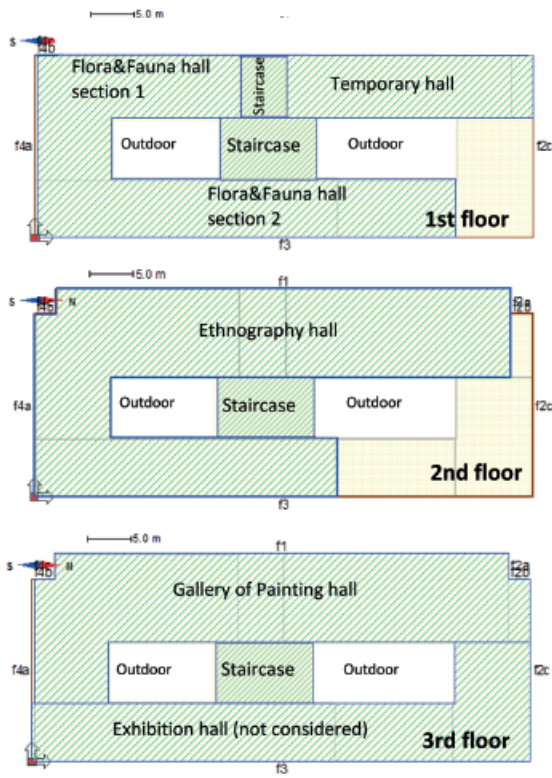 5.0 m
S
f4b
Flora&Fauna hall
section 1
Staircase
Temporary hall
f4a
Outdoor
Staircase
Outdoor
f2c
Flora&Fauna hall
section 2
1st floor
f3
5.0 m
f1
S
N
f2a
f2b
Ethnography hall
f4a
Outdoor
Staircase
Outdoor
f2c
2nd floor
f3
5.0 m
f1
S
N
f4b
f2a
f2b
Gallery of Painting hall
f4a
Outdoor
Staircase
Outdoor
f2c
Exhibition hall (not considered)
3rd floor
f3